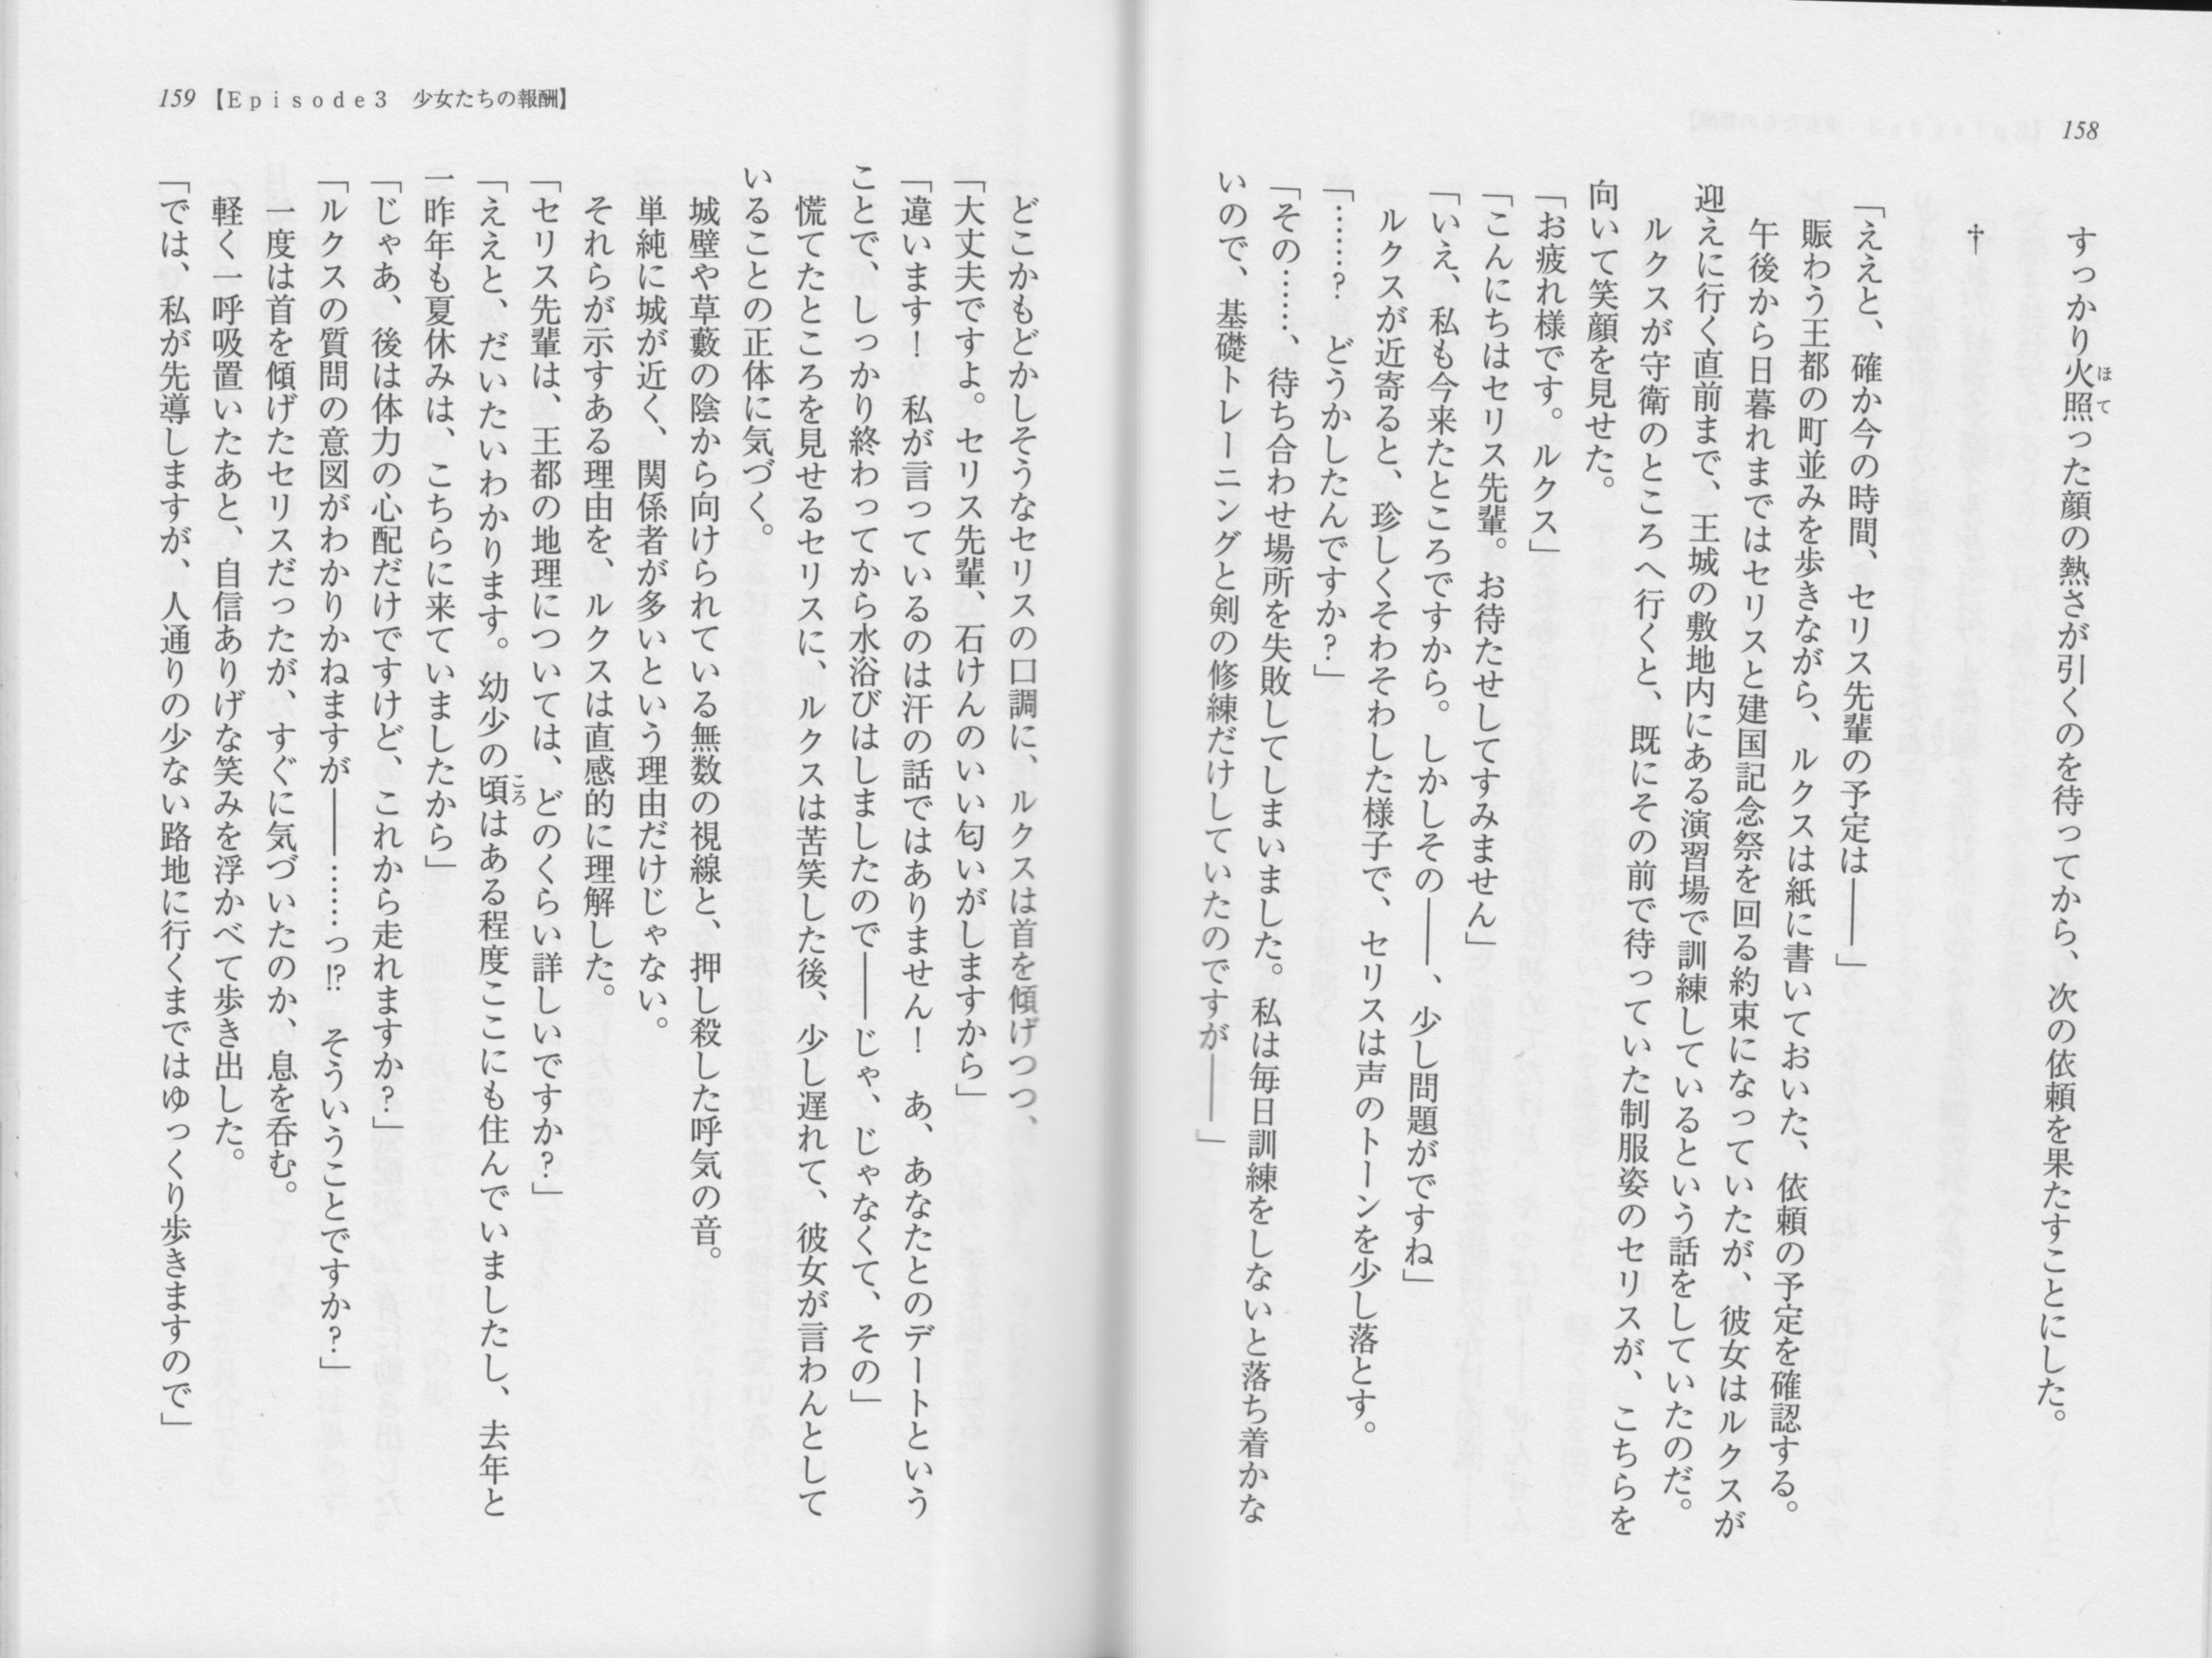 158
すっかり火照った顔の熱さが引くのを待ってから、次の依頼を果たすことにした。
†
「ええと、確か今の時間、セリス先輩の予定は――」
賑わう王都の町並みを歩きながら、ルクスは紙に書いておいた、依頼の予定を確認する。
午後から日暮れまではセリスと建国記念祭を回る約束になっていたが、彼女はルクスが
迎えに行く直前まで、王城の敷地内にある演習場で訓練しているという話をしていたのだ。
ルクスが守衛のところへ行くと、既にその前で待っていた制服姿のセリスが、こちらを
向いて笑顔を見せた。
「お疲れ様です。ルクス」
「こんにちはセリス先輩。お待たせしてすみません」
「いえ、私も今来たところですから。しかしその――、少し問題がですね」
ルクスが近寄ると、珍しくそわそわした様子で、セリスは声のトーンを少し落とす。
「……？　どうかしたんですか？」
「その……、待ち合わせ場所を失敗してしまいました。私は毎日訓練をしないと落ち着かな
いので、基礎トレーニングと剣の修練だけしていたのですが――」
159【Episode3　少女たちの報酬】
どこかもどかしそうなセリスの口調に、ルクスは首を傾げつつ、
「大丈夫ですよ。セリス先輩、石けんのいい匂いがしますから」
「違います！　私が言っているのは汗の話ではありません！　あ、あなたとのデートという
ことで、しっかり終わってから水浴びはしましたので――じゃ、じゃなくて、その」
慌てたところを見せるセリスに、ルクスは苦笑した後、少し遅れて、彼女が言わんとして
いることの正体に気づく。
城壁や草藪の陰から向けられている無数の視線と、押し殺した呼気の音。
単純に城が近く、関係者が多いという理由だけじゃない。
それらが示すある理由を、ルクスは直感的に理解した。
「セリス先輩は、王都の地理については、どのくらい詳しいですか？」
「ええと、だいたいわかります。幼少の頃はある程度ここにも住んでいましたし、去年と
一昨年も夏休みは、こちらに来ていましたから」
「じゃあ、後は体力の心配だけですけど、これから走れますか？」
「ルクスの質問の意図がわかりかねますが――……っ!?　そういうことですか？」
一度は首を傾げたセリスだったが、すぐに気づいたのか、息を呑む。
軽く一呼吸置いたあと、自信ありげな笑みを浮かべて歩き出した。
「では、私が先導しますが、人通りの少ない路地に行くまではゆっくり歩きますので」